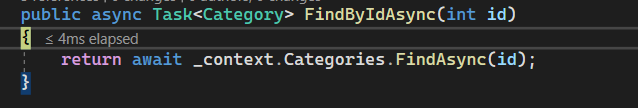 public async Task<Category> FindByIdAsync(int id)
{ ≤ 4ms elapsed
return await _context.Categories.FindAsync(id);
}